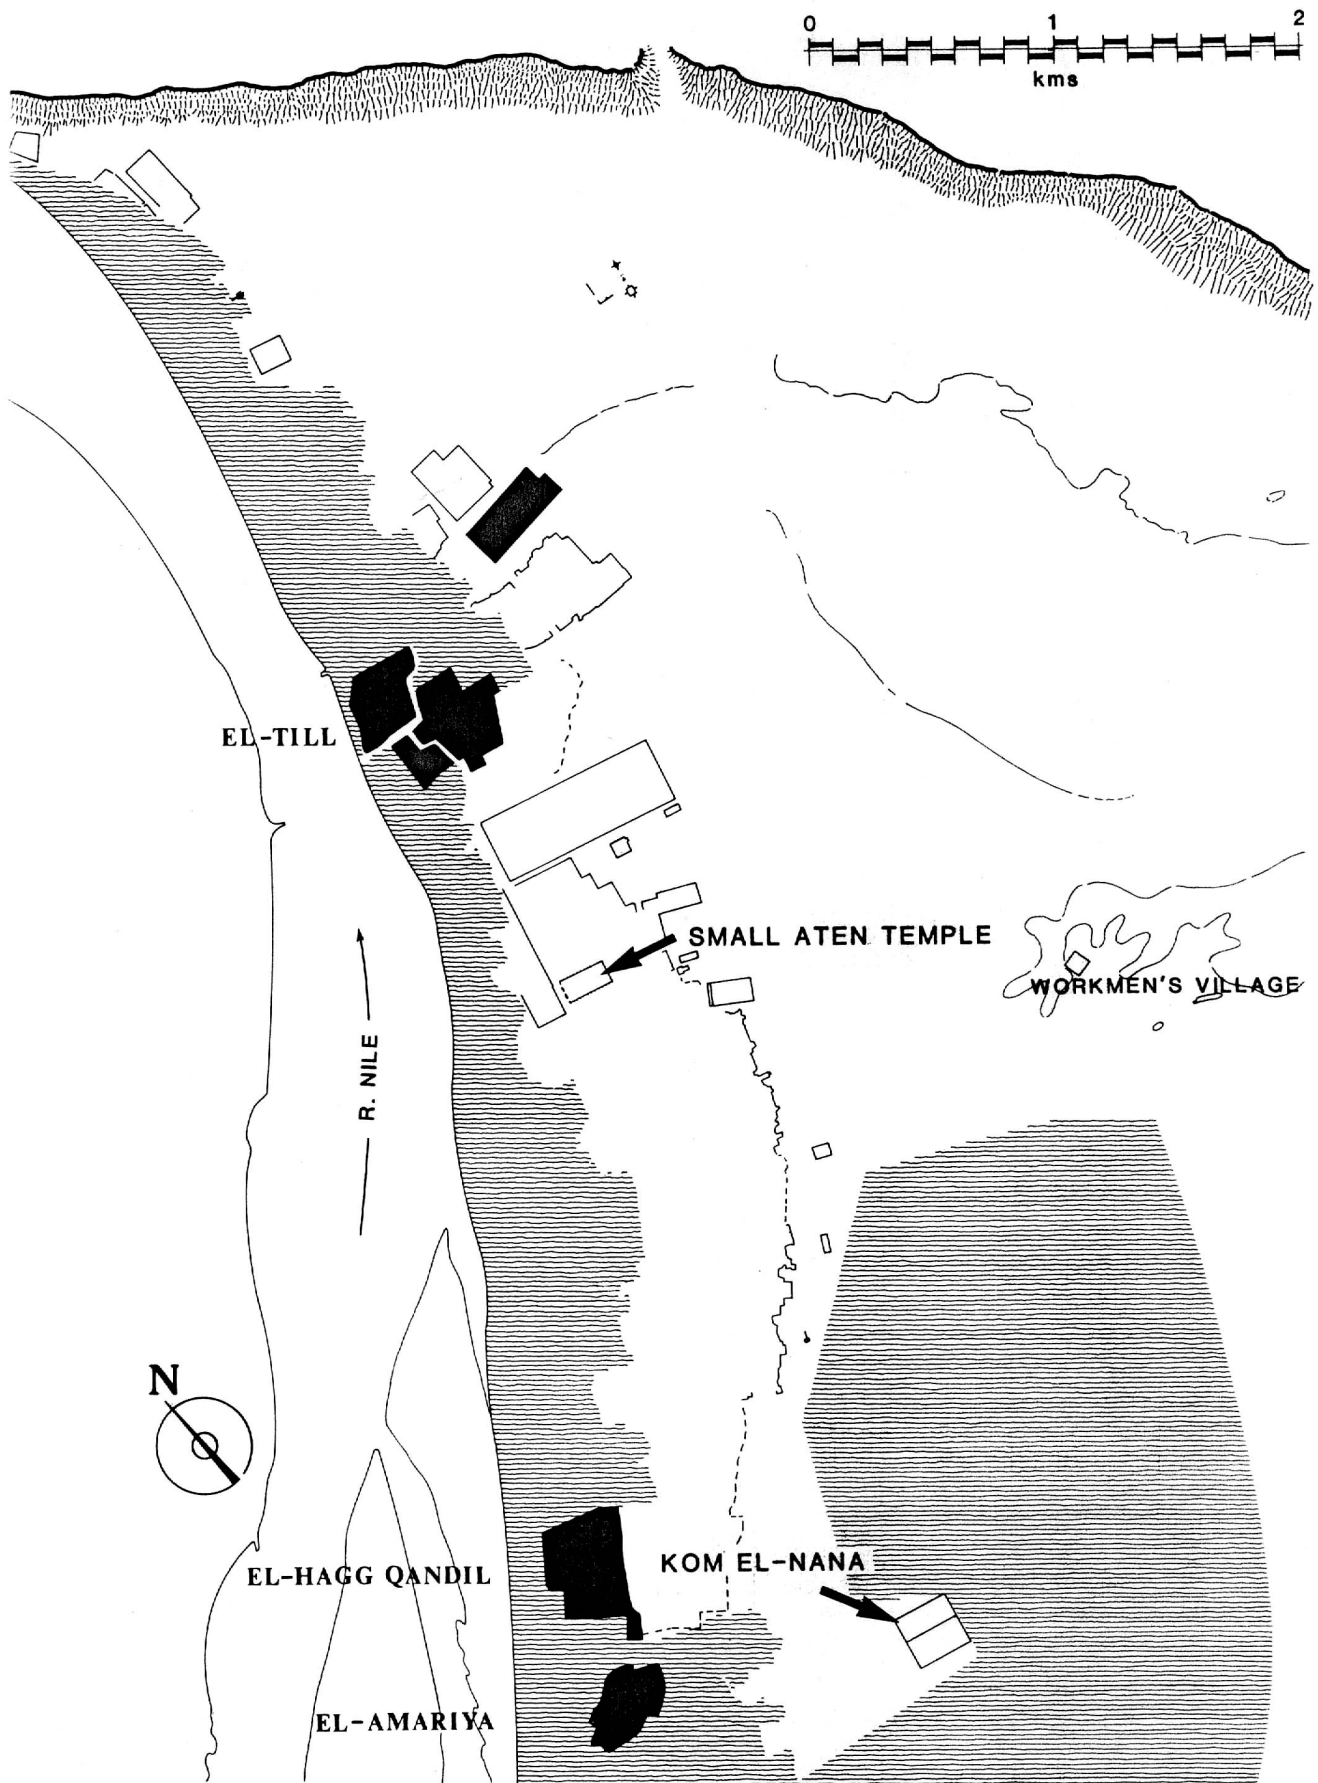 0 1 2
kms
EL-TILL
SMALL ATEN TEMPLE
WORKMEN'S VILLAGE
R. NILE
N
EL-HAGG QANDIL
KOM EL-NANA
EL-AMARIYA